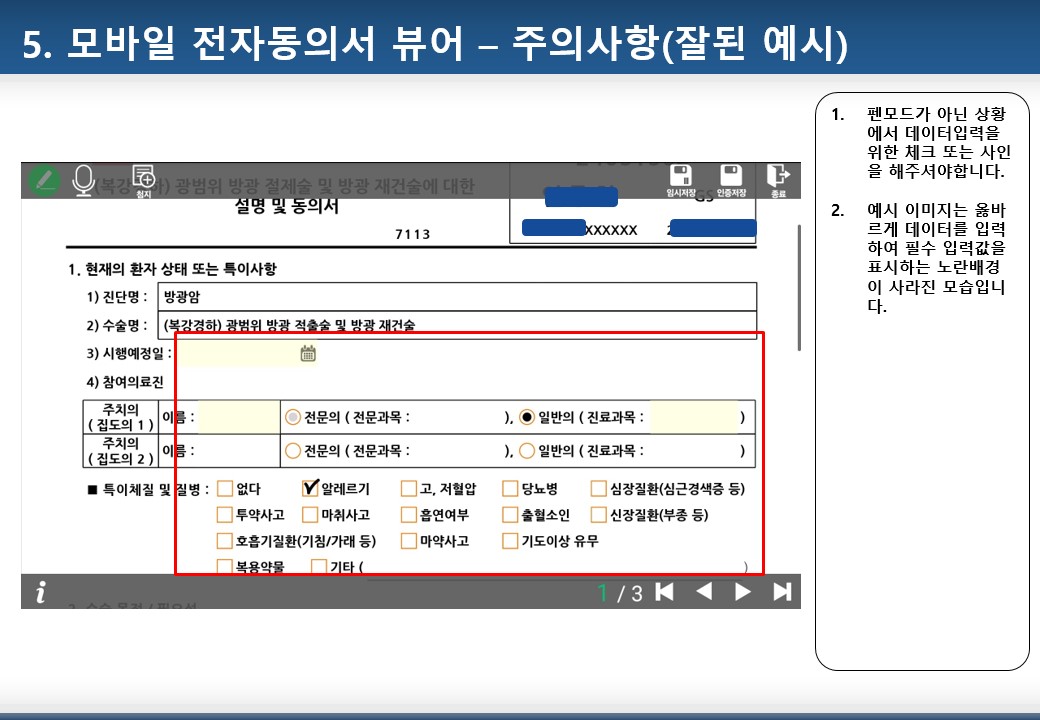 5. 모바일 전자동의서 뷰어 – 주의사항(잘된 예시)
1. 펜모드가 아닌 상황
에서 데이터입력을
위한 체크 또는 사인
을 해주셔야합니다.
2. 예시 이미지는 옳바
르게 데이터를 입력
하여 필수 입력값을
표시하는 노란배경
이 사라진 모습입니
다.
첨지
임시저장 인증저장 종료
(복강경하) 광범위 방광 절제술 및 방광 재건술에 대한
GS
설명 및 동의서
XXXXXX
7113
1. 현재의 환자 상태 또는 특이사항
1) 진단명 : 방광암
2) 수술명 : (복강경하) 광범위 방광 적출술 및 방광 재건술
3) 시행예정일 :
4) 참여의료진
주치의
( 집도의 1 ) 이름 : 전문의 ( 전문과목 : ), 일반의 ( 진료과목 : )
주치의
( 집도의 2 ) 이름 : 전문의 ( 전문과목 : ), 일반의 ( 진료과목 : )
■ 특이체질 및 질병 : 없다 알레르기 고, 저혈압 당뇨병 심장질환(심근경색증 등)
투약사고 마취사고 흡연여부 출혈소인 신장질환(부종 등)
호흡기질환(기침/가래 등) 마약사고 기도이상 유무
복용약물 기타 ( )
i 1 / 3